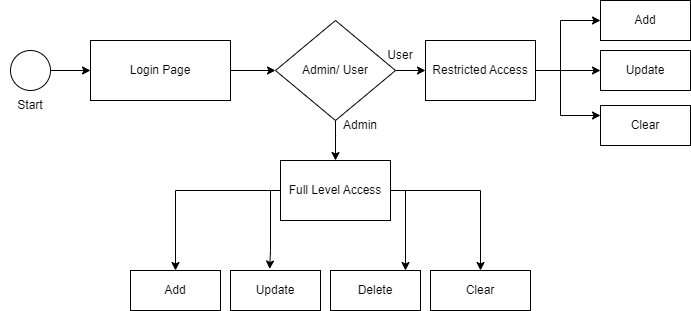 Start
Login Page
Admin/ User
User
Admin
Restricted Access
Add
Update
Clear
Full Level Access
Add
Update
Delete
Clear